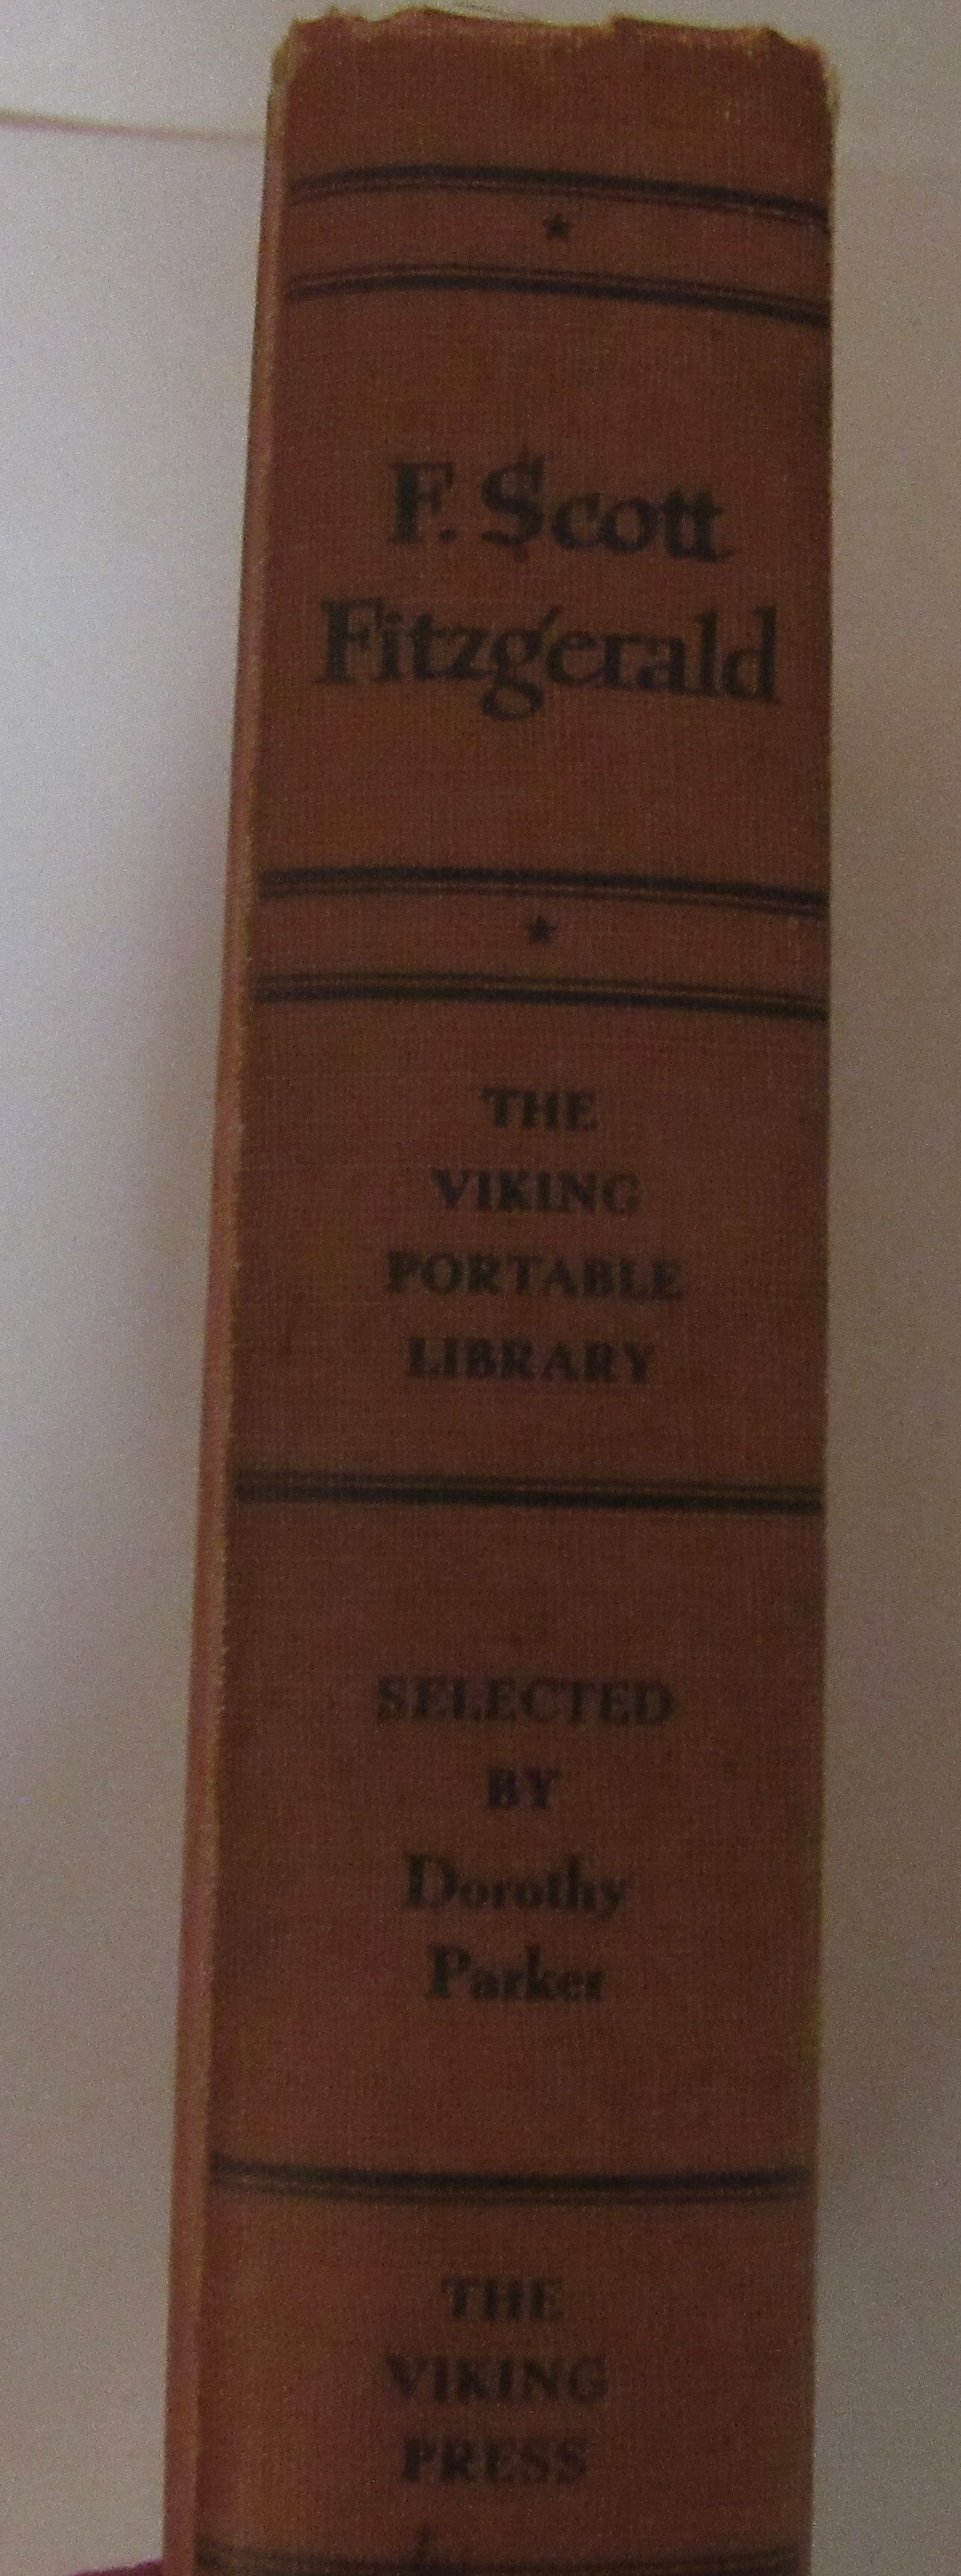 F. Scott
Fitzgerald
THE
VIKING
PORTABLE
LIBRARY
SELECTED
BY
Dorothy
Parker
THE
VIKING
PRESS